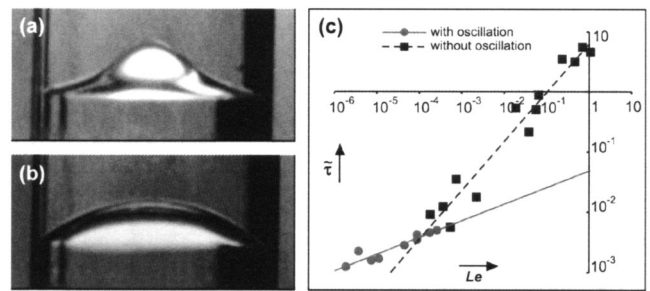 (a)
(b)
(c)
with oscillation
without oscillation
10
10⁻⁶ 10⁻⁵ 10⁻⁴ 10⁻³ 10⁻² 10⁻¹ 1 10
10⁻¹
τ̃
10⁻²
Le
10⁻³